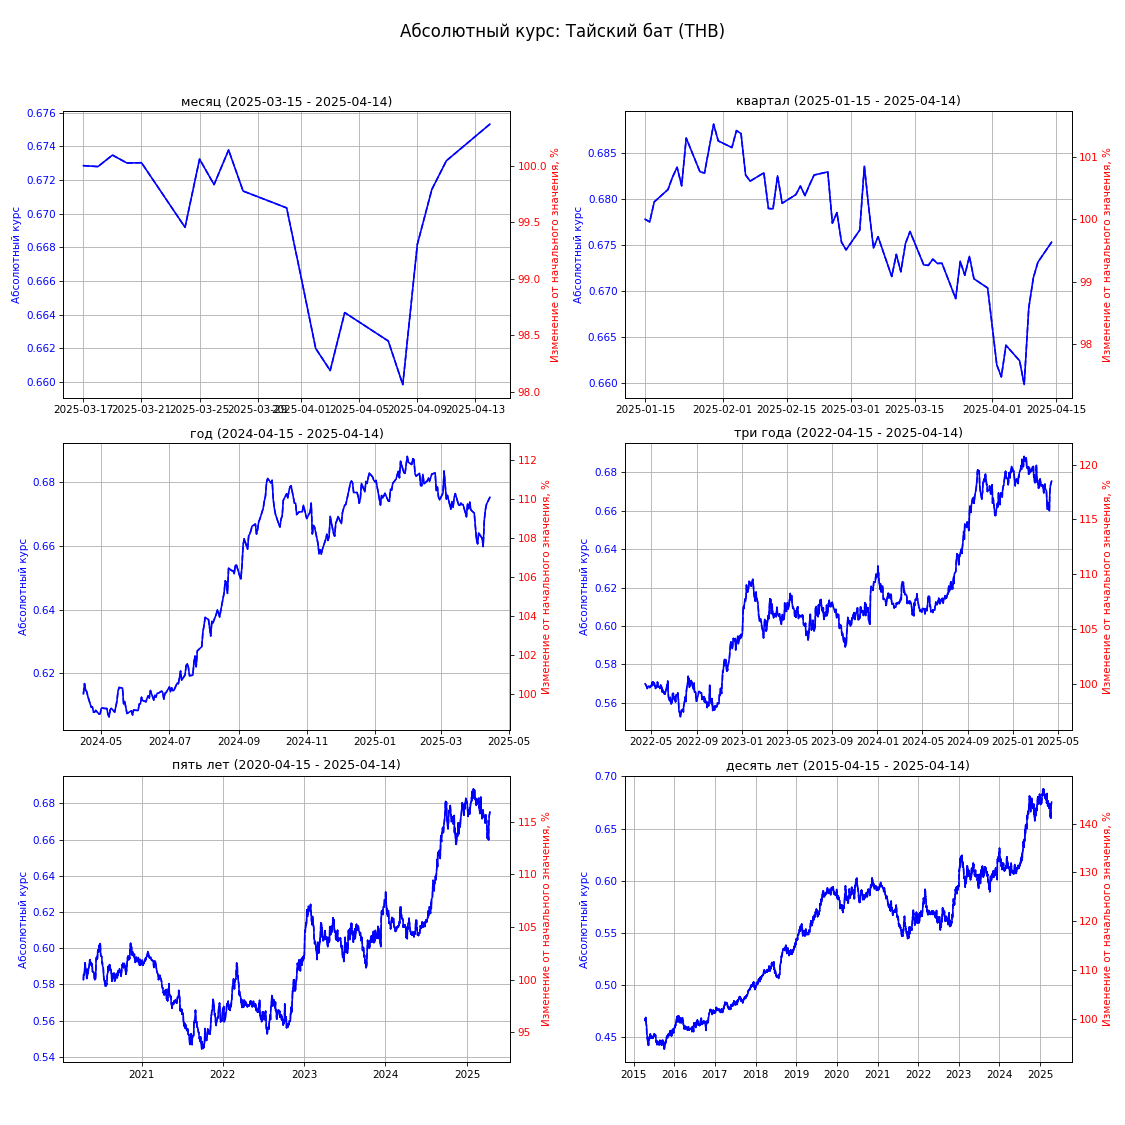 Абсолютный курс: Тайский бат (THB)
месяц (2025-03-15 - 2025-04-14)
Абсолютный курс
0.676
0.674
0.672
0.670
0.668
0.666
0.664
0.662
0.660
100.0
99.5
99.0
98.5
98.0
Изменение от начального значения, %
2025-03-17 2025-03-21 2025-03-25 2025-03-29 2025-04-01 2025-04-05 2025-04-09 2025-04-13
квартал (2025-01-15 - 2025-04-14)
Абсолютный курс
0.685
0.680
0.675
0.670
0.665
0.660
101
100
99
98
Изменение от начального значения, %
2025-01-15 2025-02-01 2025-02-15 2025-03-01 2025-03-15 2025-04-01 2025-04-15
год (2024-04-15 - 2025-04-14)
Абсолютный курс
0.68
0.66
0.64
0.62
112
110
108
106
104
102
100
Изменение от начального значения, %
2024-05 2024-07 2024-09 2024-11 2025-01 2025-03 2025-05
три года (2022-04-15 - 2025-04-14)
Абсолютный курс
0.68
0.66
0.64
0.62
0.60
0.58
0.56
120
115
110
105
100
Изменение от начального значения, %
2022-05 2022-09 2023-01 2023-05 2023-09 2024-01 2024-05 2024-09 2025-01 2025-05
пять лет (2020-04-15 - 2025-04-14)
Абсолютный курс
0.68
0.66
0.64
0.62
0.60
0.58
0.56
0.54
115
110
105
100
95
Изменение от начального значения, %
2021 2022 2023 2024 2025
десять лет (2015-04-15 - 2025-04-14)
Абсолютный курс
0.70
0.65
0.60
0.55
0.50
0.45
140
130
120
110
100
Изменение от начального значения, %
2015 2016 2017 2018 2019 2020 2021 2022 2023 2024 2025